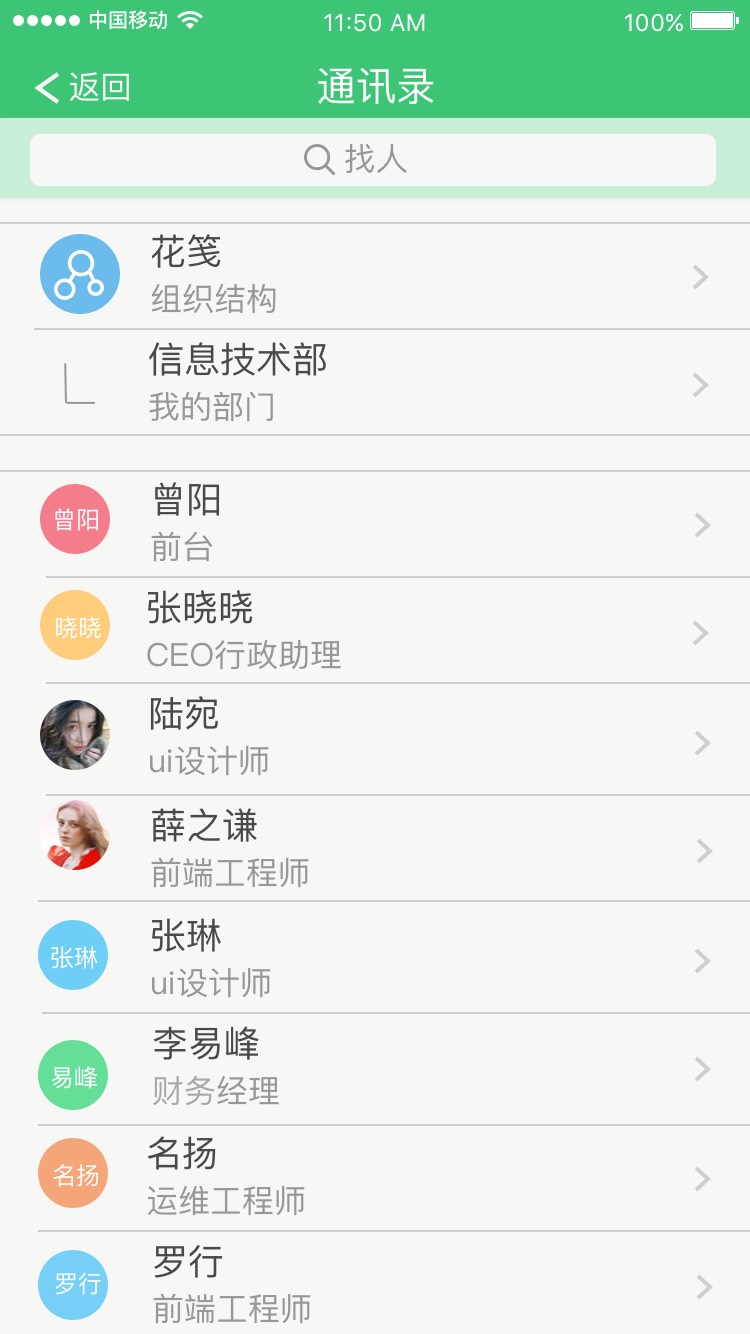 中国移动 11:50 AM 100%
返回 通讯录
找人
花笺
组织结构
信息技术部
我的部门
曾阳 曾阳
前台
晓晓 张晓晓
CEO行政助理
陆宛
ui设计师
薛之谦
前端工程师
张琳 张琳
ui设计师
易峰 李易峰
财务经理
名扬 名扬
运维工程师
罗行 罗行
前端工程师